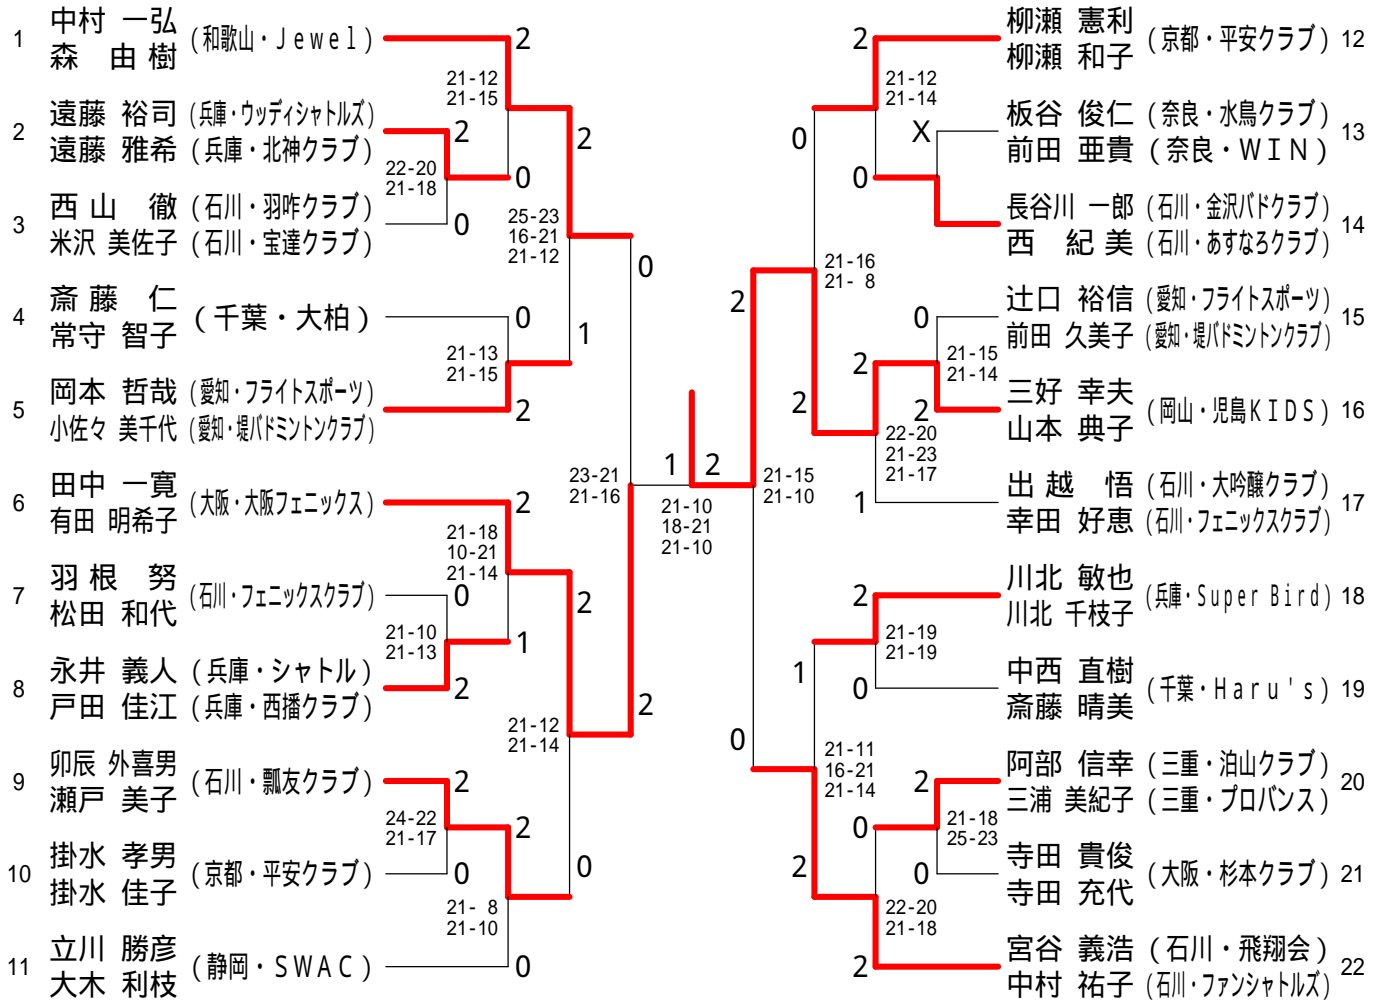 1 中村 一弘 (和歌山・Jewel)
森 由樹
2 遠藤 裕司 (兵庫・ウッディシャトルズ)
遠藤 雅希 (兵庫・北神クラブ)
3 西山 徹 (石川・羽咋クラブ)
米沢 美佐子 (石川・宝達クラブ)
4 斎藤 仁 (千葉・大柏)
常守 智子
5 岡本 哲哉 (愛知・フライトスポーツ)
小佐々 美千代 (愛知・堤バドミントンクラブ)
6 田中 一寛 (大阪・大阪フェニックス)
有田 明希子
7 羽根 努 (石川・フェニックスクラブ)
松田 和代
8 永井 義人 (兵庫・シャトル)
戸田 佳江 (兵庫・西播クラブ)
9 卯辰 外喜男 (石川・瓢友クラブ)
瀬戸 美子
10 掛水 孝男 (京都・平安クラブ)
掛水 佳子
11 立川 勝彦 (静岡・SWAC)
大木 利枝
2
21-12
21-15
2
22-20
21-18
0
0
2
25-23
16-21
21-12
0
0
21-13
21-15
1
2
23-21
21-16
2
21-18
10-21
21-14
0
2
21-10
21-13
1
2
21-12
21-14
2
2
24-22
21-17
2
0
0
21- 8
21-10
0
1
2
21-10
18-21
21-10
2
21-12
21-14
0
X
0
21-16
21- 8
2
0
21-15
21-14
2
2
2
22-20
21-23
21-17
1
21-15
21-10
2
21-19
21-19
1
0
0
21-11
16-21
21-14
2
21-18
25-23
0
0
2
22-20
21-18
2
柳瀬 憲利 (京都・平安クラブ) 12
柳瀬 和子
板谷 俊仁 (奈良・水鳥クラブ) 13
前田 亜貴 (奈良・WIN)
長谷川 一郎 (石川・金沢バドクラブ) 14
西 紀美 (石川・あすなろクラブ)
辻口 裕信 (愛知・フライトスポーツ) 15
前田 久美子 (愛知・堤バドミントンクラブ)
三好 幸夫 (岡山・児島KIDS) 16
山本 典子
出越 悟 (石川・大吟醸クラブ) 17
幸田 好恵 (石川・フェニックスクラブ)
川北 敏也 (兵庫・Super Bird) 18
川北 千枝子
中西 直樹 (千葉・Haru's) 19
斎藤 晴美
阿部 信幸 (三重・泊山クラブ) 20
三浦 美紀子 (三重・プロバンス)
寺田 貴俊 (大阪・杉本クラブ) 21
寺田 充代
宮谷 義浩 (石川・飛翔会) 22
中村 祐子 (石川・ファンシャトルズ)